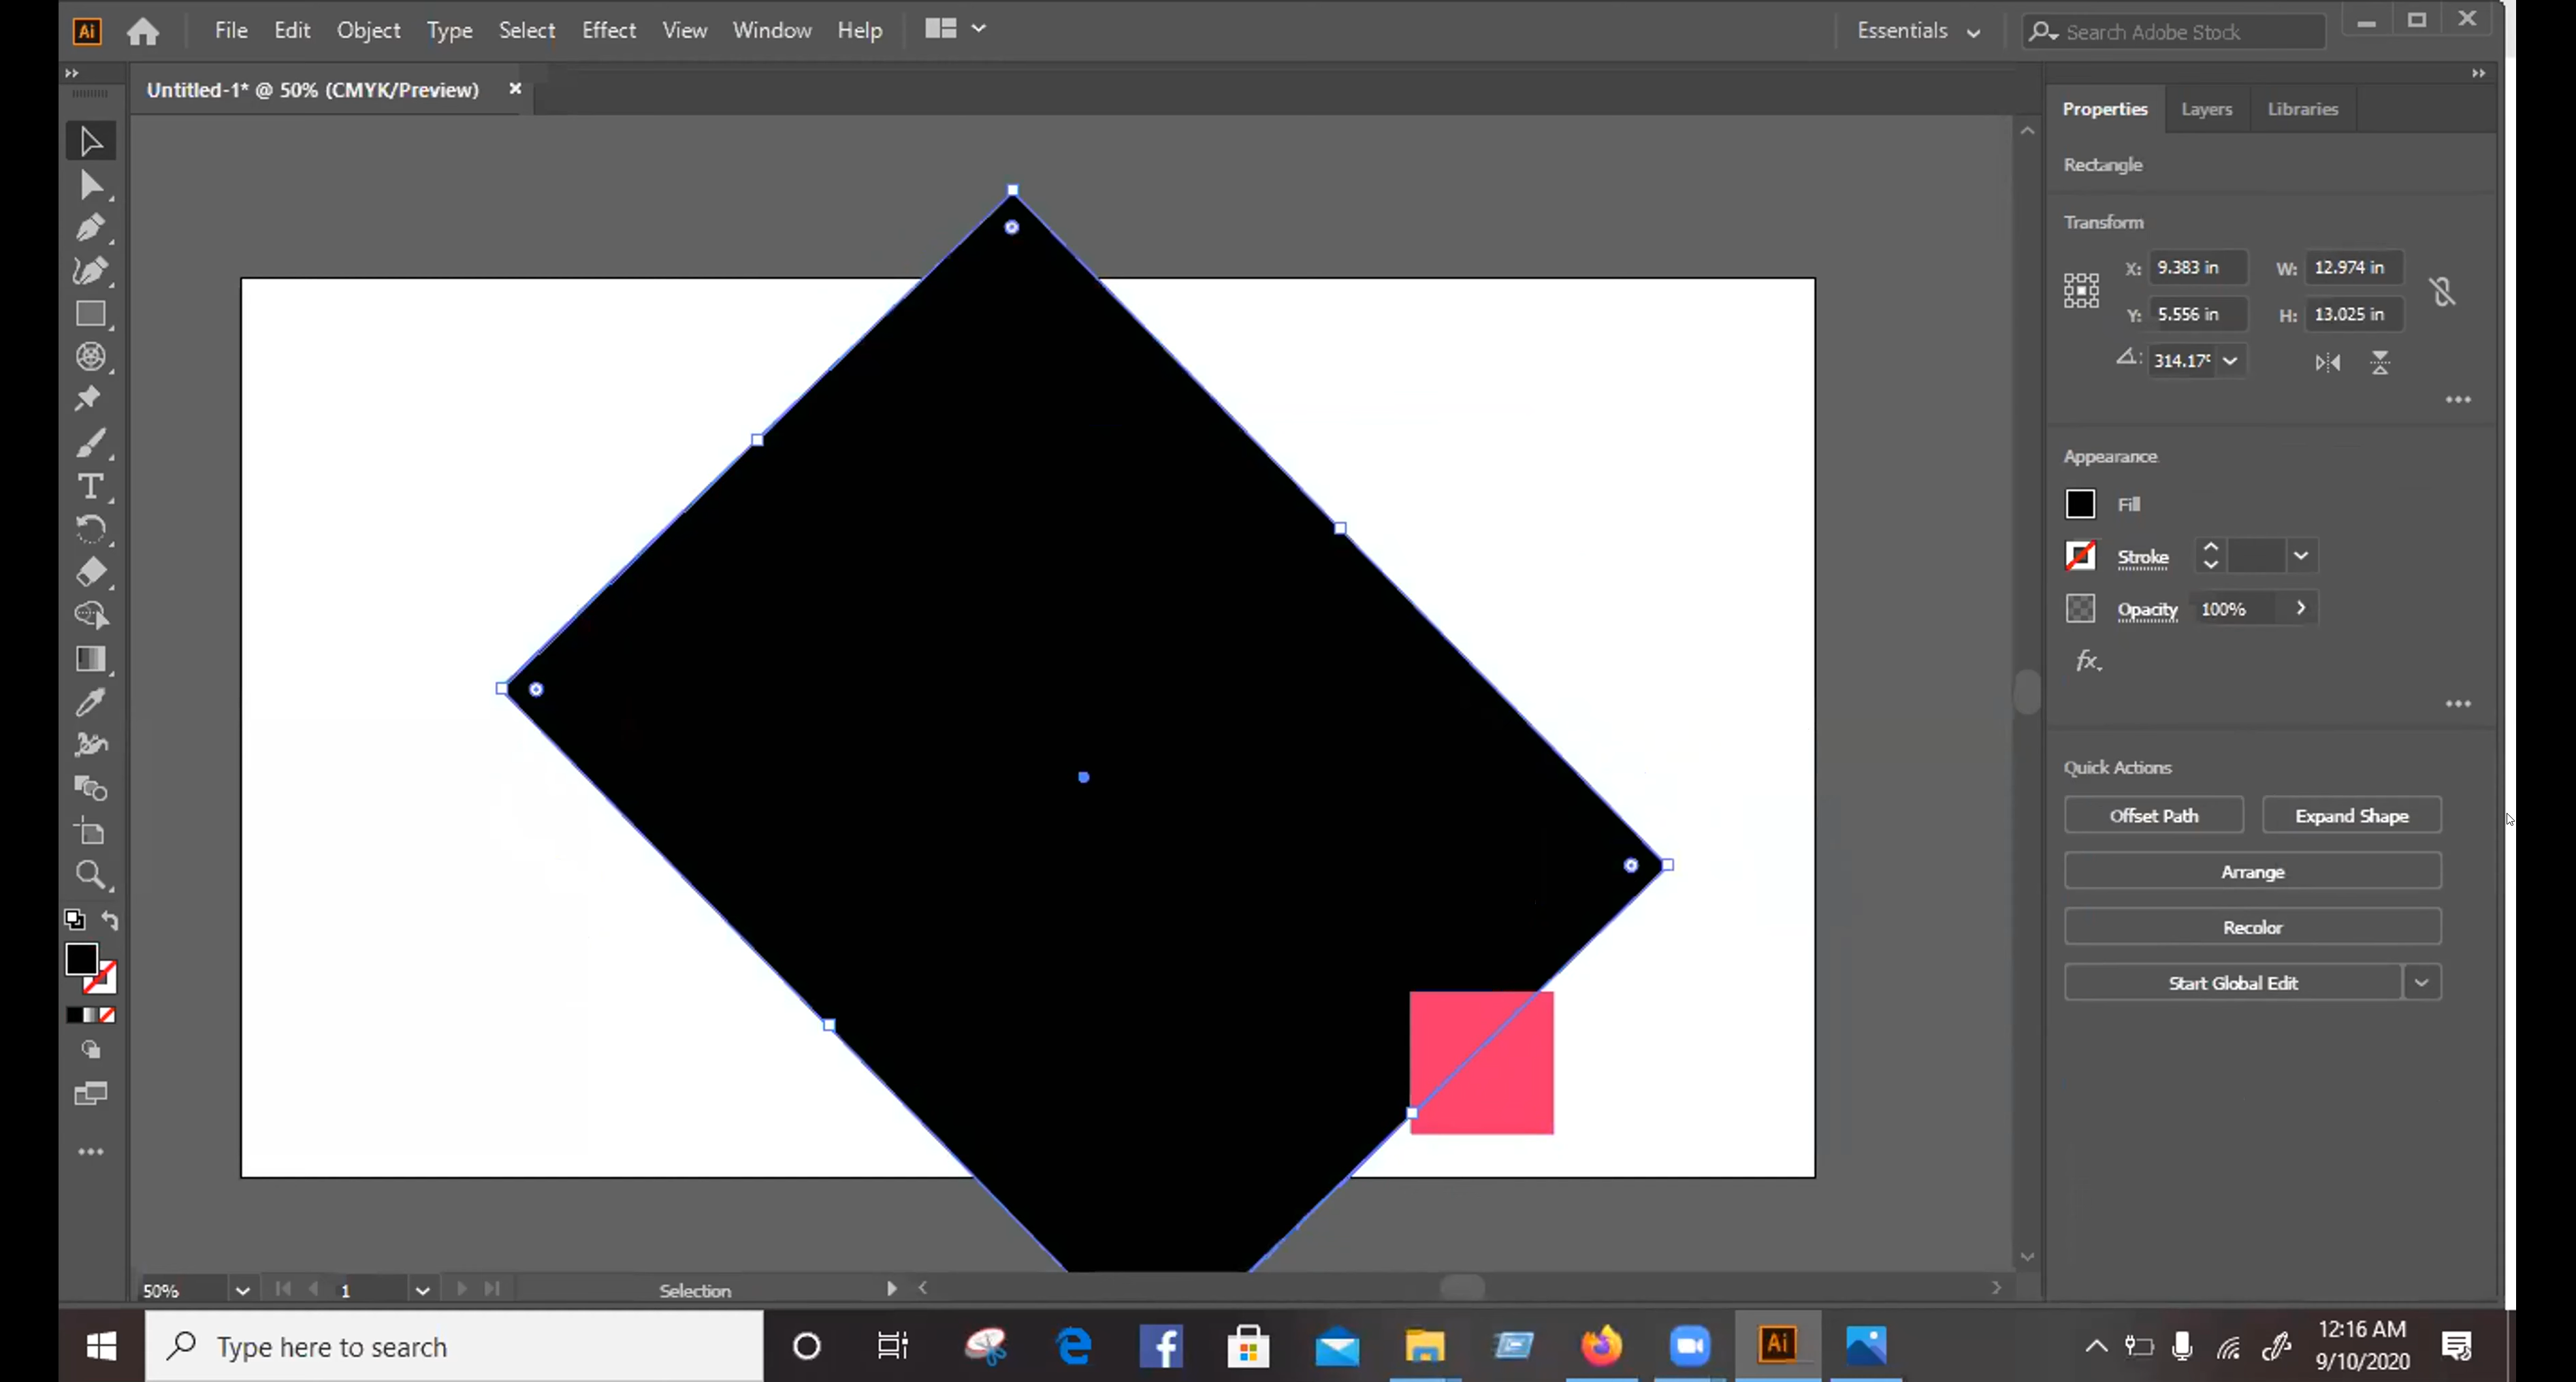 Ai File Edit Object Type Select Effect View Window Help Essentials Search Adobe Stock
Untitled-1* @ 50% (CMYK/Preview)
Properties Layers Libraries
Rectangle
Transform
X: 9.383 in W: 12.974 in
Y: 5.556 in H: 13.025 in
314.17°
Appearance
Fill
Stroke
Opacity 100%
fx.
Quick Actions
Offset Path Expand Shape
Arrange
Recolor
Start Global Edit
50% 1 Selection
Type here to search
Ai
12:16 AM
9/10/2020